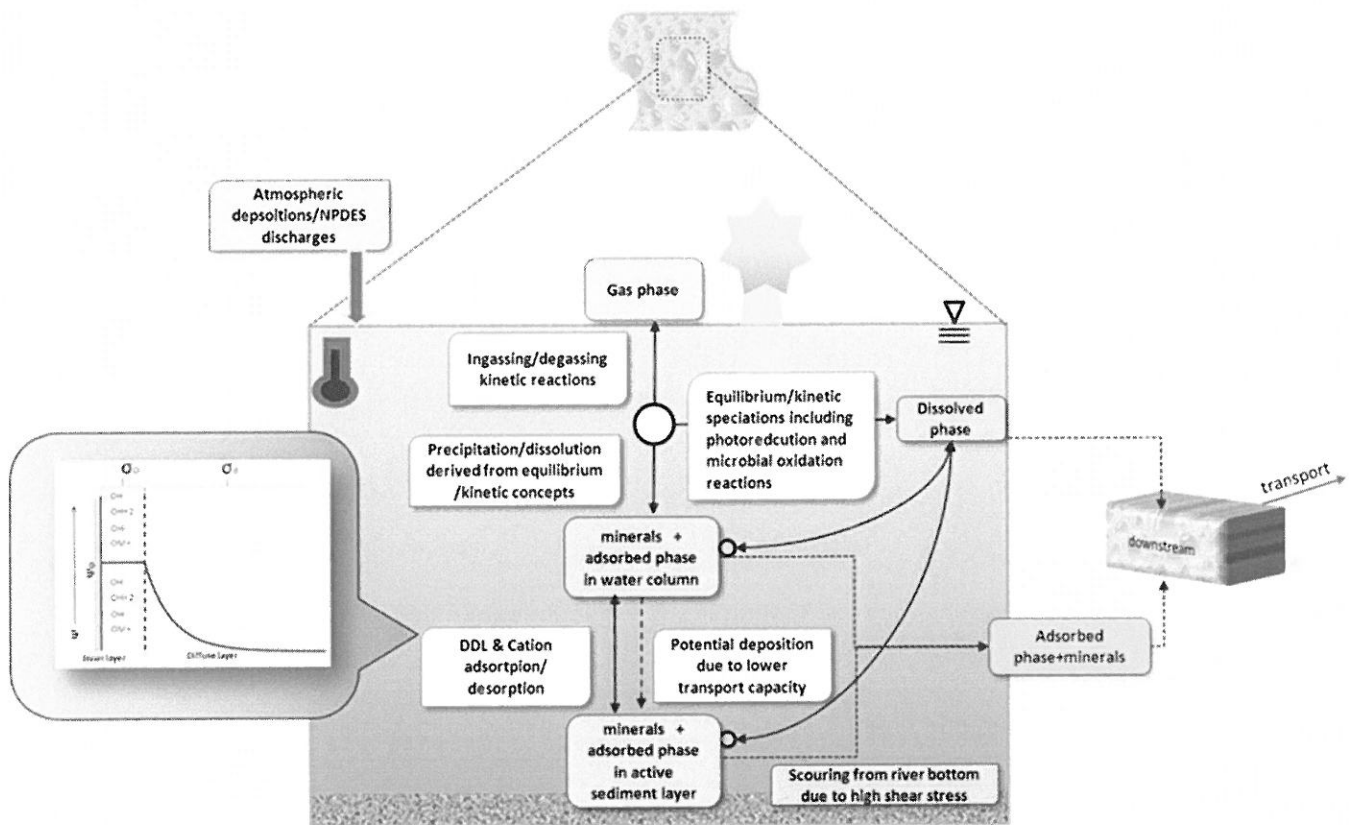 Atmospheric
depsoitions/NPDES
discharges
Gas phase
Ingassing/degassing
kinetic reactions
Equilibrium/kinetic
speciations including
photoredcution and
microbial oxidation
reactions
Dissolved
phase
Precipitation/dissolution
derived from equilibrium
/kinetic concepts
minerals +
adsorbed phase
in water column
transport
downstream
DDL & Cation
adsortpion/
desorption
Potential deposition
due to lower
transport capacity
Adsorbed
phase+minerals
minerals +
adsorbed phase
in active
sediment layer
Scouring from river bottom
due to high shear stress
Diffuse Layer